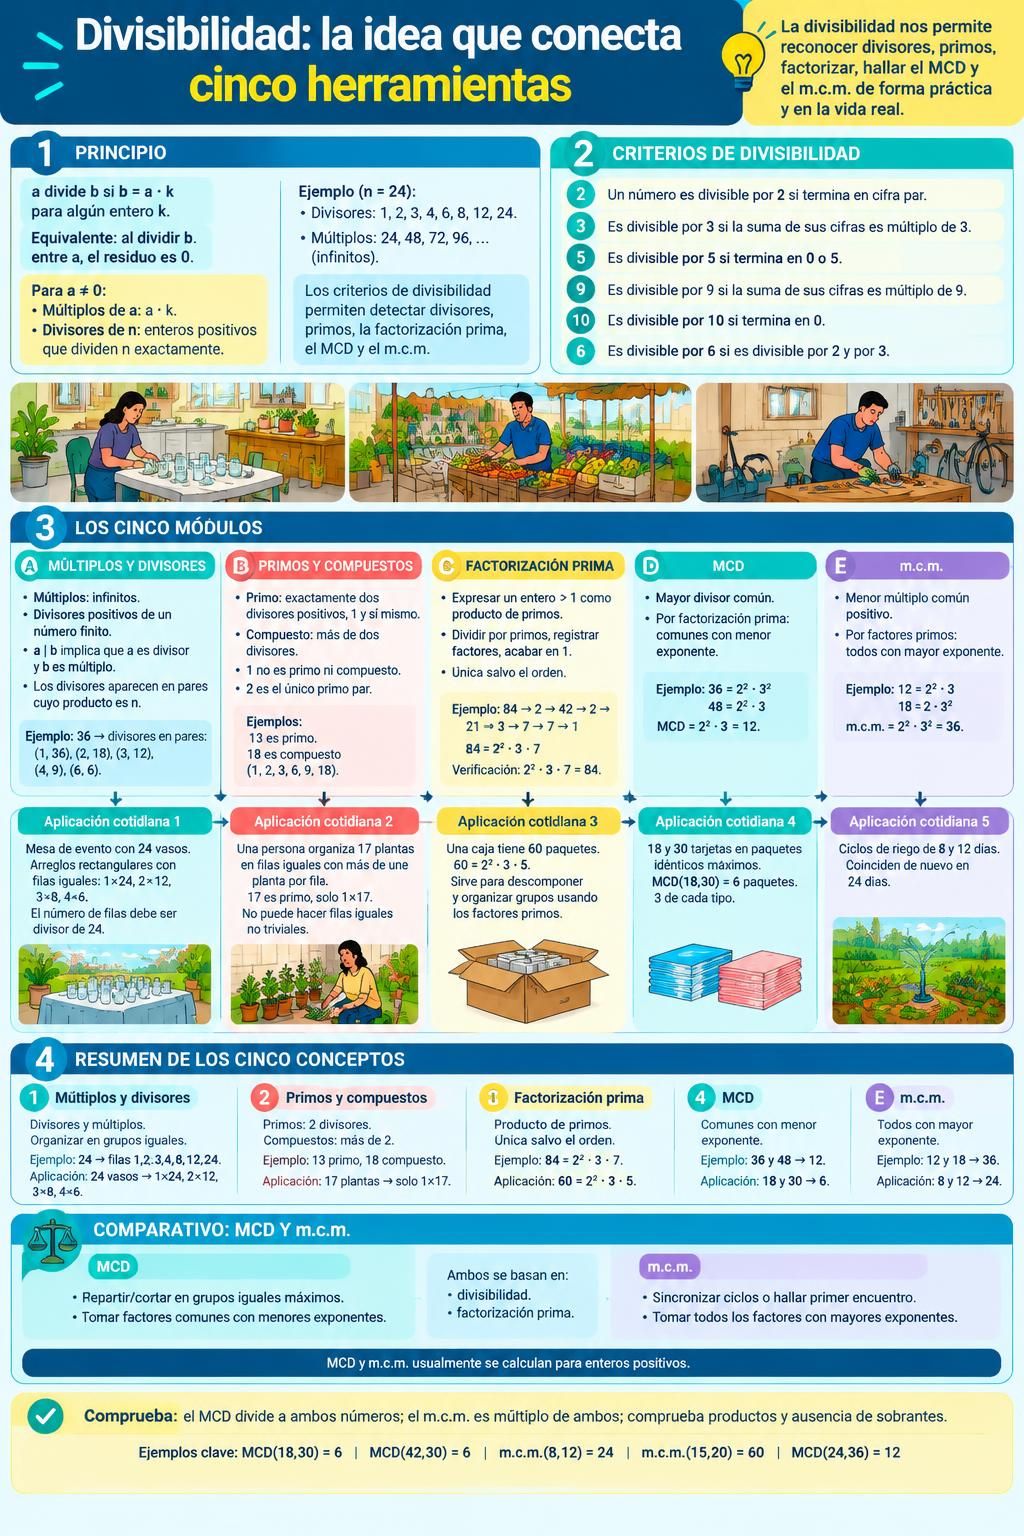 Divisibilidad: la idea que conecta
cinco herramientas
La divisibilidad nos permite
reconocer divisores, primos,
factorizar, hallar el MCD y
el m.c.m. de forma práctica
y en la vida real.
1 PRINCIPIO
a divide b si b = a · k
para algún entero k.
Equivalente: al dividir b.
entre a, el residuo es 0.
Para a ≠ 0:
• Múltiplos de a: a · k.
• Divisores de n: enteros positivos
que dividen n exactamente.
Ejemplo (n = 24):
• Divisores: 1, 2, 3, 4, 6, 8, 12, 24.
• Múltiplos: 24, 48, 72, 96, ...
(infinitos).
Los criterios de divisibilidad
permiten detectar divisores,
primos, la factorización prima,
el MCD y el m.c.m.
2 CRITERIOS DE DIVISIBILIDAD
2 Un número es divisible por 2 si termina en cifra par.
3 Es divisible por 3 si la suma de sus cifras es múltiplo de 3.
5 Es divisible por 5 si termina en 0 o 5.
9 Es divisible por 9 si la suma de sus cifras es múltiplo de 9.
10 Es divisible por 10 si termina en 0.
6 Es divisible por 6 si es divisible por 2 y por 3.
3 LOS CINCO MÓDULOS
A MÚLTIPLOS Y DIVISORES
• Múltiplos: infinitos.
• Divisores positivos de un
número finito.
• a | b implica que a es divisor
y b es múltiplo.
• Los divisores aparecen en pares
cuyo producto es n.
Ejemplo: 36 → divisores en pares:
(1, 36), (2, 18), (3, 12),
(4, 9), (6, 6).
B PRIMOS Y COMPUESTOS
• Primo: exactamente dos
divisores positivos, 1 y sí mismo.
• Compuesto: más de dos
divisores.
• 1 no es primo ni compuesto.
• 2 es el único primo par.
Ejemplos:
13 es primo.
18 es compuesto
(1, 2, 3, 6, 9, 18).
C FACTORIZACIÓN PRIMA
• Expresar un entero > 1 como
producto de primos.
• Dividir por primos, registrar
factores, acabar en 1.
• Única salvo el orden.
Ejemplo: 84 → 2 → 42 → 2 →
21 → 3 → 7 → 7 → 1
84 = 2² · 3 · 7
Verificación: 2² · 3 · 7 = 84.
D MCD
• Mayor divisor común.
• Por factorización prima:
comunes con menor
exponente.
Ejemplo: 36 = 2² · 3²
48 = 2² · 3
MCD = 2² · 3 = 12.
E m.c.m.
• Menor múltiplo común
positivo.
• Por factores primos:
todos con mayor exponente.
Ejemplo: 12 = 2² · 3
18 = 2 · 3²
m.c.m. = 2² · 3² = 36.
Aplicación cotidiana 1
Mesa de evento con 24 vasos.
Arreglos rectangulares con
filas iguales: 1×24, 2×12,
3×8, 4×6.
El número de filas debe ser
divisor de 24.
Aplicación cotidiana 2
Una persona organiza 17 plantas
en filas iguales con más de une
planta por fila.
17 es primo, solo 1×17.
No puede hacer filas iguales
no triviales.
Aplicación cotidiana 3
Una caja tiene 60 paquetes.
60 = 2² · 3 · 5.
Sirve para descomponer
y organizar grupos usando
los factores primos.
Aplicación cotidiana 4
18 y 30 tarjetas en paquetes
idénticos máximos.
MCD(18,30) = 6 paquetes.
3 de cada tipo.
Aplicación cotidiana 5
Ciclos de riego de 8 y 12 días.
Coinciden de nuevo en
24 dias.
4 RESUMEN DE LOS CINCO CONCEPTOS
1 Múltiplos y divisores
Divisores y múltiplos.
Organizar en grupos iguales.
Ejemplo: 24 → filas 1,2.3,4,8,12,24.
Aplicación: 24 vasos → 1×24, 2×12,
3×8, 4×6.
2 Primos y compuestos
Primos: 2 divisores.
Compuestos: más de 2.
Ejemplo: 13 primo, 18 compuesto.
Aplicación: 17 plantas → solo 1×17.
Factorización prima
Producto de primos.
Unica salvo el orden.
Ejemplo: 84 = 2² · 3 · 7.
Aplicación: 60 = 2² · 3 · 5.
4 MCD
Comunes con menor
exponente.
Ejemplo: 36 y 48 → 12.
Aplicación: 18 y 30 → 6.
E m.c.m.
Todos con mayor
exponente.
Ejemplo: 12 y 18 → 36.
Aplicación: 8 y 12 → 24.
COMPARATIVO: MCD Y m.c.m.
MCD
• Repartir/cortar en grupos iguales máximos.
• Tomar factores comunes con menores exponentes.
Ambos se basan en:
• divisibilidad.
• factorización prima.
m.c.m.
• Sincronizar ciclos o hallar primer encuentro.
• Tomar todos los factores con mayores exponentes.
MCD y m.c.m. usualmente se calculan para enteros positivos.
Comprueba: el MCD divide a ambos números; el m.c.m. es múltiplo de ambos; comprueba productos y ausencia de sobrantes.
Ejemplos clave: MCD(18,30) = 6 | MCD(42,30) = 6 | m.c.m.(8,12) = 24 | m.c.m.(15,20) = 60 | MCD(24,36) = 12